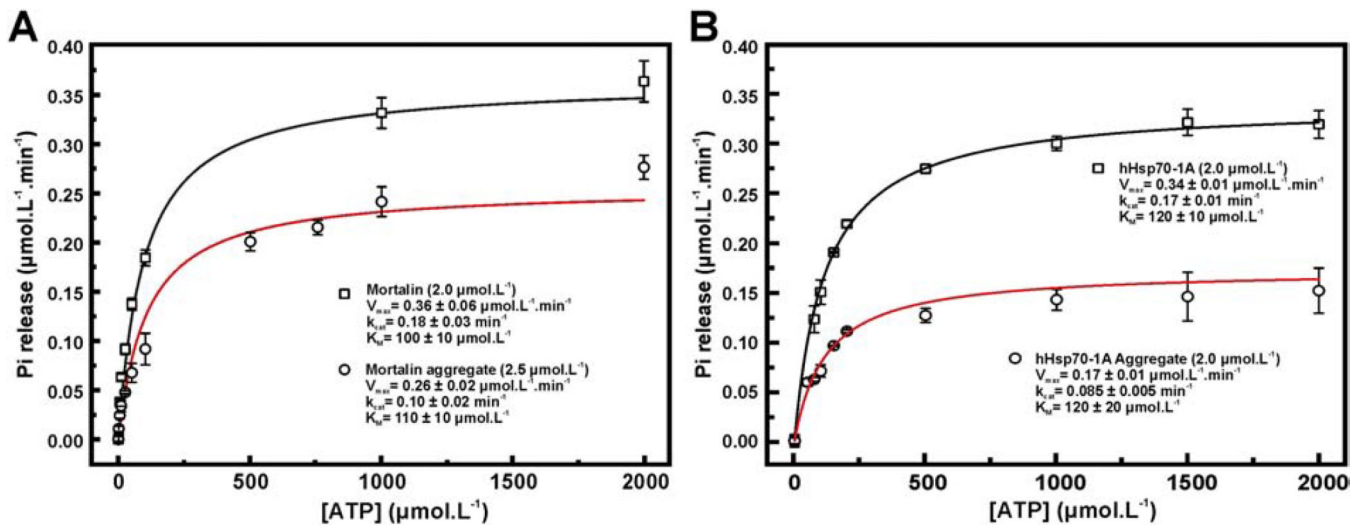 A
Pi release (µmol.L⁻¹.min⁻¹)
0.40
0.35
0.30
0.25
0.20
0.15
0.10
0.05
0.00
Mortalin (2.0 µmol.L⁻¹)
Vmax= 0.36 ± 0.06 µmol.L⁻¹.min⁻¹
kcat= 0.18 ± 0.03 min⁻¹
KM= 100 ± 10 µmol.L⁻¹
Mortalin aggregate (2.5 µmol.L⁻¹)
Vmax= 0.26 ± 0.02 µmol.L⁻¹.min⁻¹
kcat= 0.10 ± 0.02 min⁻¹
KM= 110 ± 10 µmol.L⁻¹
0 500 1000 1500 2000
[ATP] (µmol.L⁻¹)
B
Pi release (µmol.L⁻¹.min⁻¹)
0.40
0.35
0.30
0.25
0.20
0.15
0.10
0.05
0.00
hHsp70-1A (2.0 µmol.L⁻¹)
Vmax= 0.34 ± 0.01 µmol.L⁻¹.min⁻¹
kcat= 0.17 ± 0.01 min⁻¹
KM= 120 ± 10 µmol.L⁻¹
hHsp70-1A Aggregate (2.0 µmol.L⁻¹)
Vmax= 0.17 ± 0.01 µmol.L⁻¹.min⁻¹
kcat= 0.085 ± 0.005 min⁻¹
KM= 120 ± 20 µmol.L⁻¹
0 500 1000 1500 2000
[ATP] (µmol.L⁻¹)